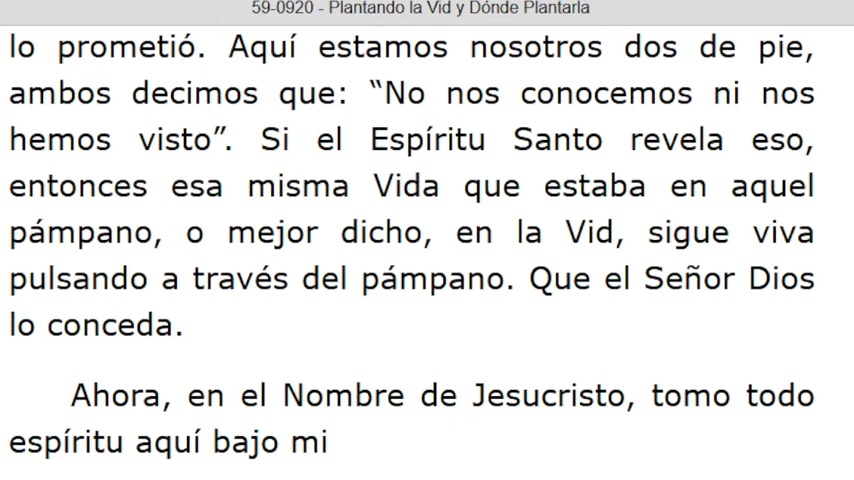 59-0920 - Plantando la Vid y Dónde Plantarla
lo prometió. Aquí estamos nosotros dos de pie,
ambos decimos que: “No nos conocemos ni nos
hemos visto”. Si el Espíritu Santo revela eso,
entonces esa misma Vida que estaba en aquel
pámpano, o mejor dicho, en la Vid, sigue viva
pulsando a través del pámpano. Que el Señor Dios
lo conceda.
Ahora, en el Nombre de Jesucristo, tomo todo
espíritu aquí bajo mi